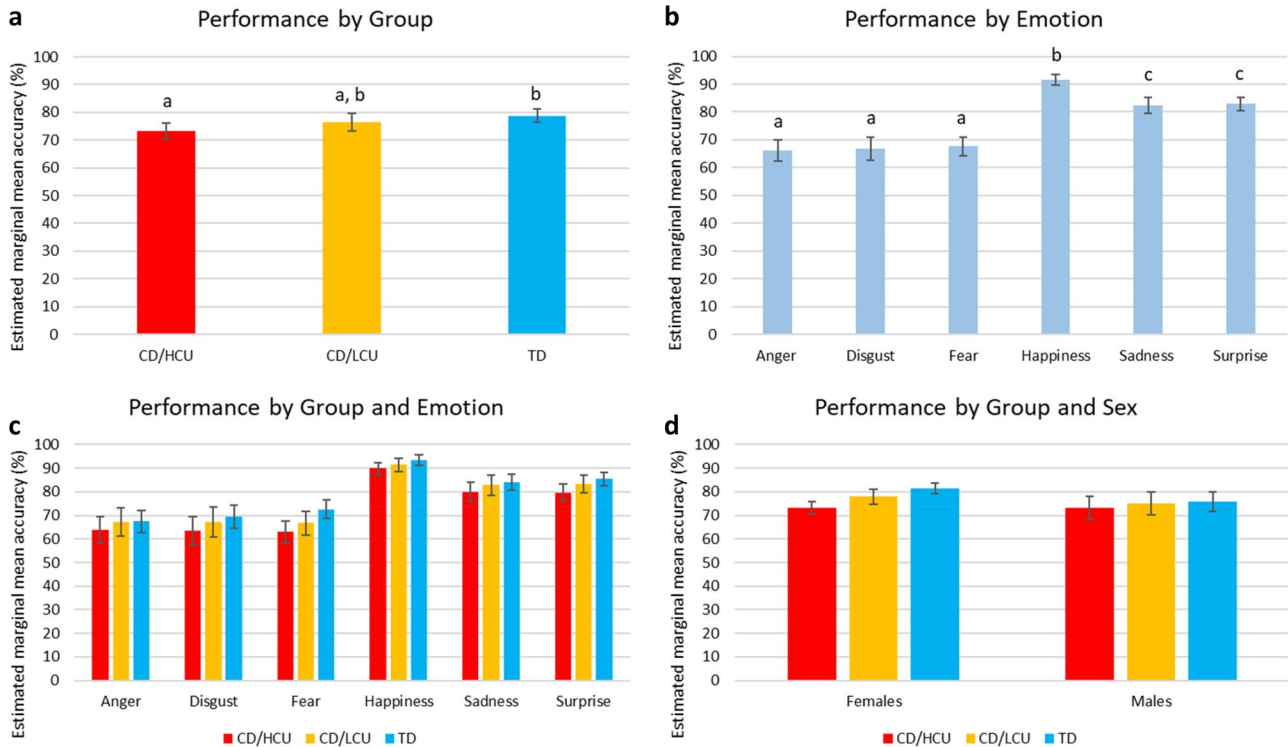 a
Performance by Group
Estimated marginal mean accuracy (%)
100
90
80
70
60
50
40
30
20
10
0
a
a, b
b
CD/HCU
CD/LCU
TD
b
Performance by Emotion
Estimated marginal mean accuracy (%)
100
90
80
70
60
50
40
30
20
10
0
a
a
a
b
c
c
Anger
Disgust
Fear
Happiness
Sadness
Surprise
c
Performance by Group and Emotion
Estimated marginal mean accuracy (%)
100
90
80
70
60
50
40
30
20
10
0
Anger
Disgust
Fear
Happiness
Sadness
Surprise
CD/HCU
CD/LCU
TD
d
Performance by Group and Sex
Estimated marginal mean accuracy (%)
100
90
80
70
60
50
40
30
20
10
0
Females
Males
CD/HCU
CD/LCU
TD